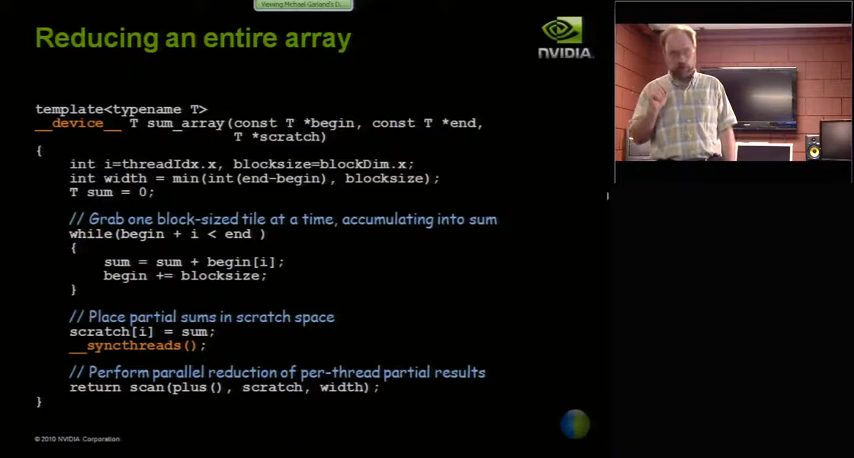 Viewing Michael Garland's D...
Reducing an entire array
NVIDIA.
template<typename T>
__device__ T sum_array(const T *begin, const T *end,
T *scratch)
{
int i=threadIdx.x, blocksize=blockDim.x;
int width = min(int(end-begin), blocksize);
T sum = 0;
// Grab one block-sized tile at a time, accumulating into sum
while(begin + i < end )
{
sum = sum + begin[i];
begin += blocksize;
}
// Place partial sums in scratch space
scratch[i] = sum;
__syncthreads();
// Perform parallel reduction of per-thread partial results
return scan(plus(), scratch, width);
}
© 2010 NVIDIA Corporation